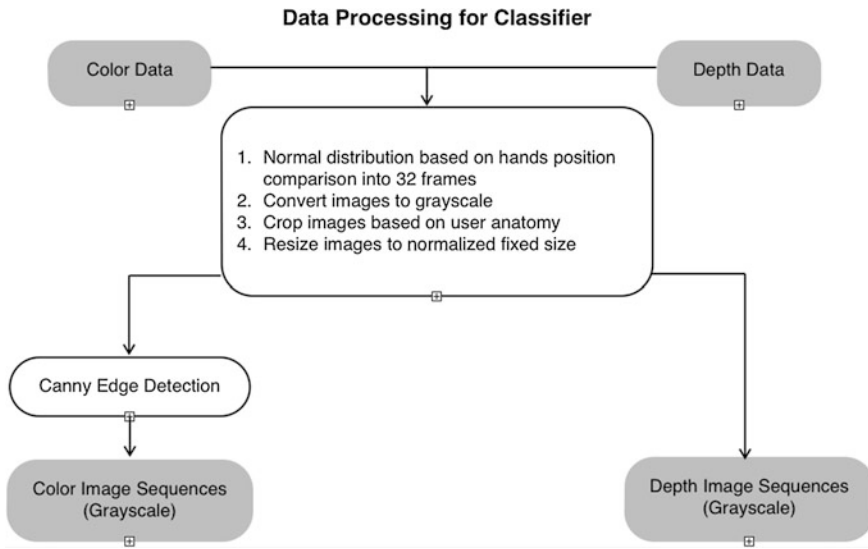 Data Processing for Classifier
Color Data
Depth Data
1. Normal distribution based on hands position
comparison into 32 frames
2. Convert images to grayscale
3. Crop images based on user anatomy
4. Resize images to normalized fixed size
Canny Edge Detection
Color Image Sequences
(Grayscale)
Depth Image Sequences
(Grayscale)